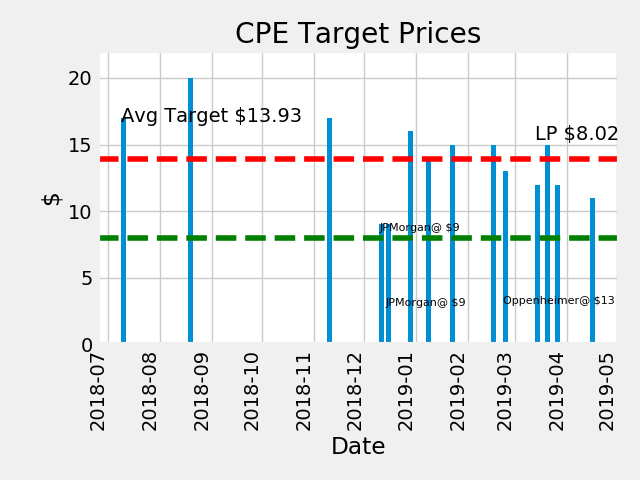 CPE Target Prices
20
Avg Target $13.93
LP $8.02
15
$
10
JPMorgan@ $9
5
JPMorgan@ $9
Oppenheimer@ $13
0
2018-07
2018-08
2018-09
2018-10
2018-11
2018-12
2019-01
2019-02
2019-03
2019-04
2019-05
Date